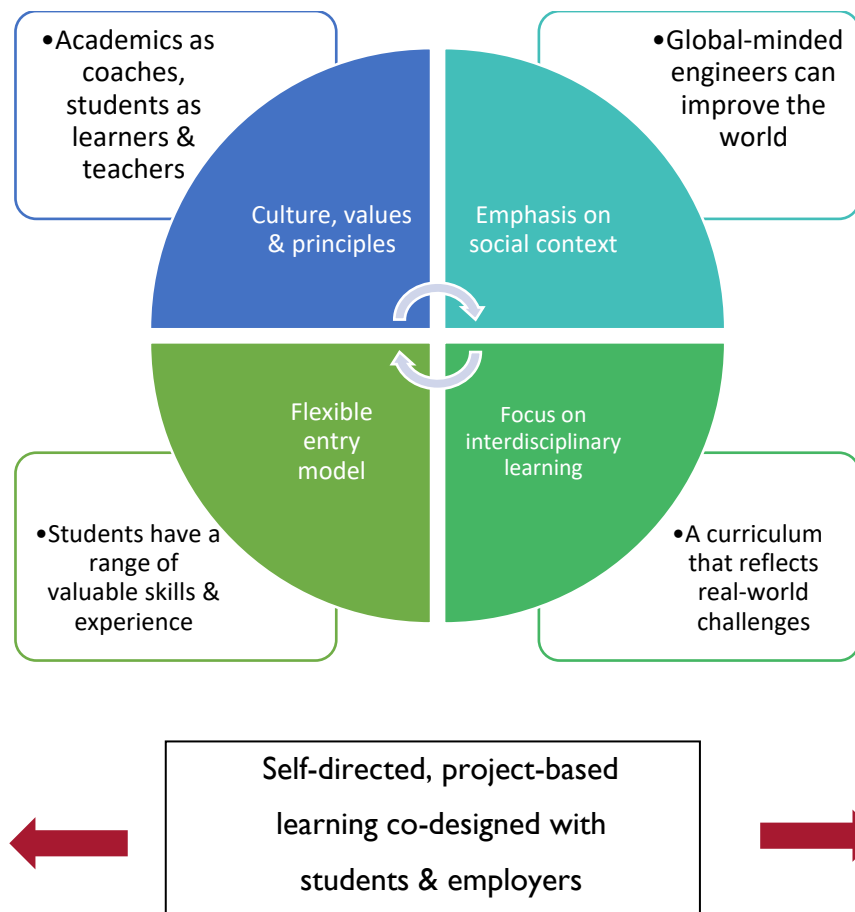 •Academics as
coaches,
students as
learners &
teachers
•Global-minded
engineers can
improve the
world
Culture, values
& principles
Emphasis on
social context
Flexible
entry
model
Focus on
interdisciplinary
learning
•Students have a
range of
valuable skills &
experience
•A curriculum
that reflects
real-world
challenges
Self-directed, project-based
learning co-designed with
students & employers